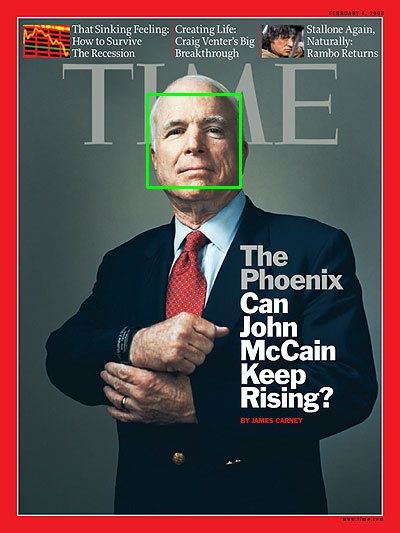 FEBRUARY 4, 2008
That Sinking Feeling:
How to Survive
The Recession
Creating Life:
Craig Venter's Big
Breakthrough
Stallone Again,
Naturally:
Rambo Returns
TIME
The
Phoenix
Can
John
McCain
Keep
Rising?
BY JAMES CARNEY
www.time.com